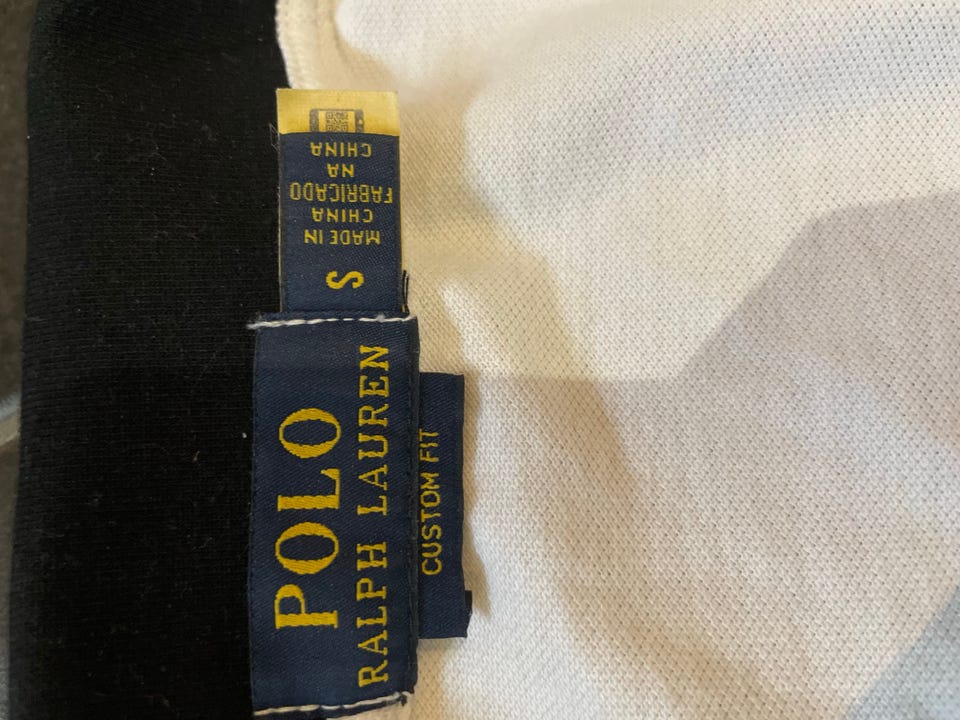 POLO
RALPH LAUREN
CUSTOM FIT
S
MADE IN
CHINA
FABRICADO
NA
CHINA